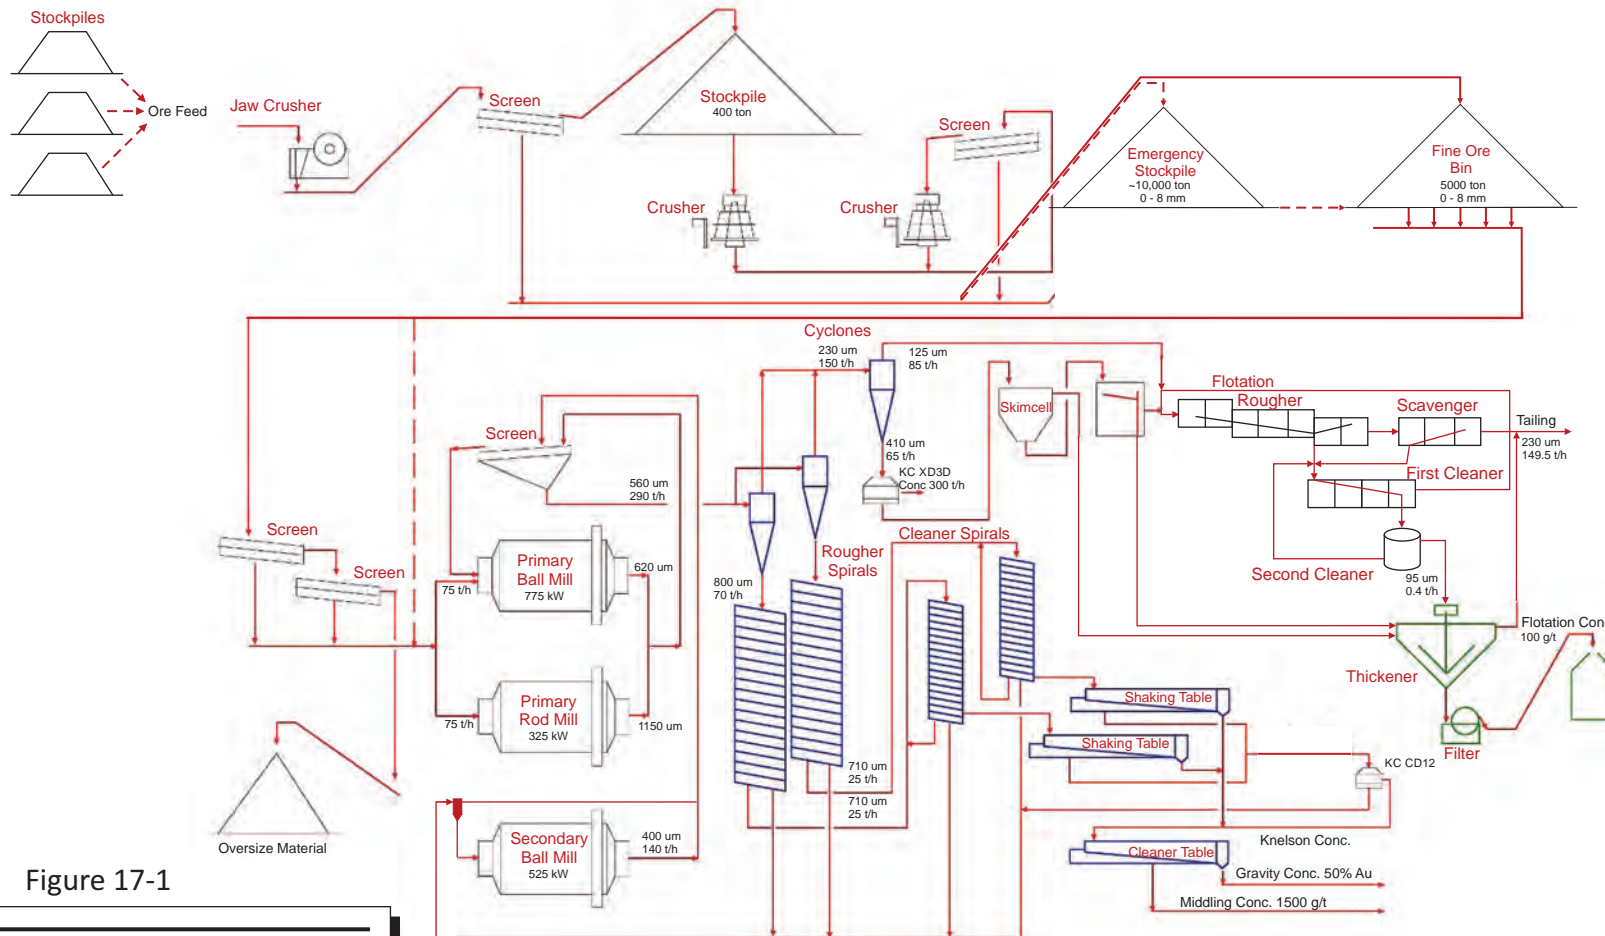 Stockpiles
Ore Feed
Jaw Crusher
Screen
Stockpile
400 ton
Screen
Crusher
Crusher
Emergency
Stockpile
~10,000 ton
0 - 8 mm
Fine Ore
Bin
5000 ton
0 - 8 mm
Cyclones
230 um
150 t/h
125 um
85 t/h
Skimcell
Flotation
Rougher
Scavenger
Tailing
230 um
149.5 t/h
410 um
65 t/h
KC XD3D
Conc 300 t/h
First Cleaner
Second Cleaner
95 um
0.4 t/h
Screen
560 um
290 t/h
Screen
Screen
Primary
Ball Mill
775 kW
75 t/h
620 um
Primary
Rod Mill
325 kW
75 t/h
1150 um
800 um
70 t/h
Rougher
Spirals
Cleaner Spirals
710 um
25 t/h
710 um
25 t/h
Shaking Table
Shaking Table
KC CD12
Thickener
Flotation Conc
100 g/t
Filter
Oversize Material
Secondary
Ball Mill
525 kW
400 um
140 t/h
Knelson Conc.
Cleaner Table
Gravity Conc. 50% Au
Middling Conc. 1500 g/t
Figure 17-1